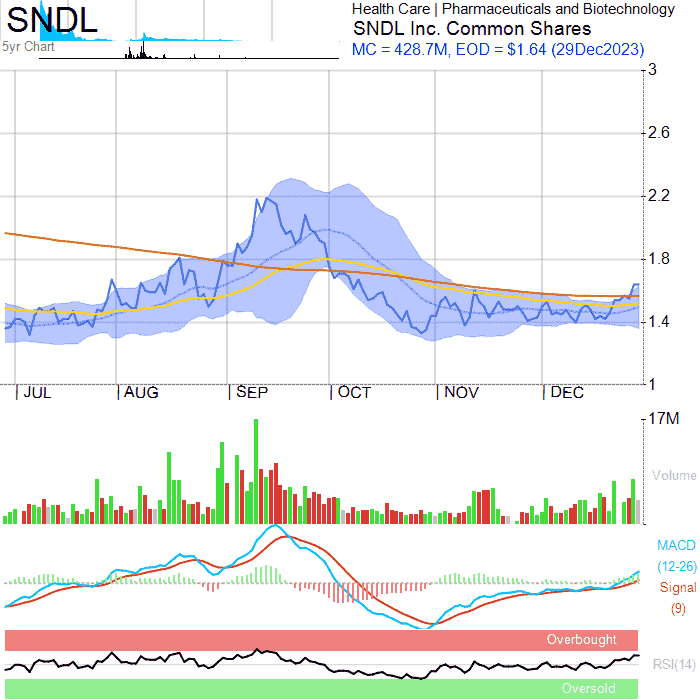 SNDL
5yr Chart
Health Care | Pharmaceuticals and Biotechnology
SNDL Inc. Common Shares
MC = 428.7M, EOD = $1.64 (29Dec2023)
3
2.6
2.2
1.8
1.4
1
JUL AUG SEP OCT NOV DEC
17M
Volume
MACD
(12-26)
Signal
(9)
Overbought
RSI(14)
Oversold